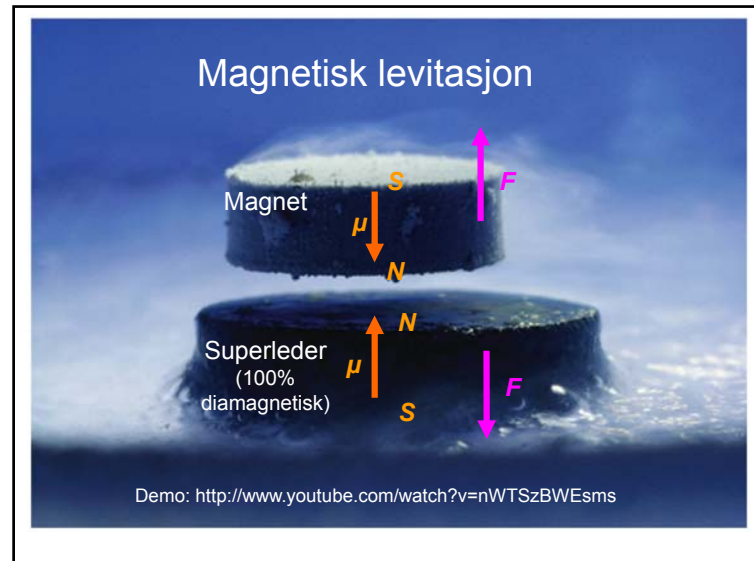 Magnetisk levitasjon
S
F
Magnet
µ
N
N
Superleder
(100%
diamagnetisk)
µ
F
S
Demo: http://www.youtube.com/watch?v=nWTSzBWEsms